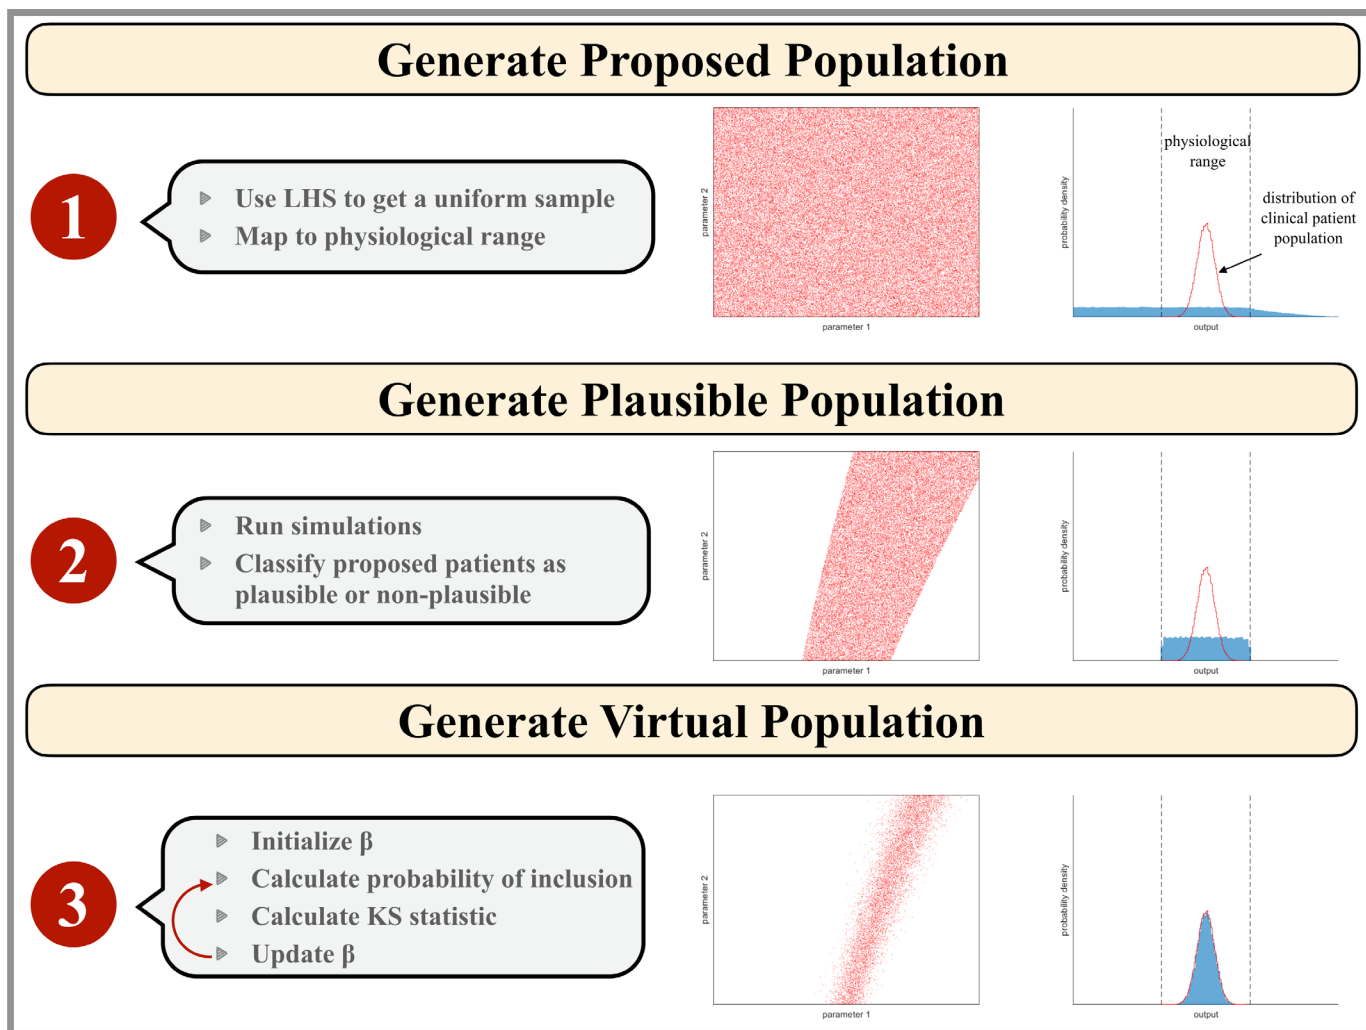 Generate Proposed Population
1
Use LHS to get a uniform sample
Map to physiological range
parameter 2
parameter 1
probability density
physiological
range
distribution of
clinical patient
population
output
Generate Plausible Population
2
Run simulations
Classify proposed patients as
plausible or non-plausible
parameter 2
parameter 1
probability density
output
Generate Virtual Population
3
Initialize β
Calculate probability of inclusion
Calculate KS statistic
Update β
parameter 2
parameter 1
probability density
output